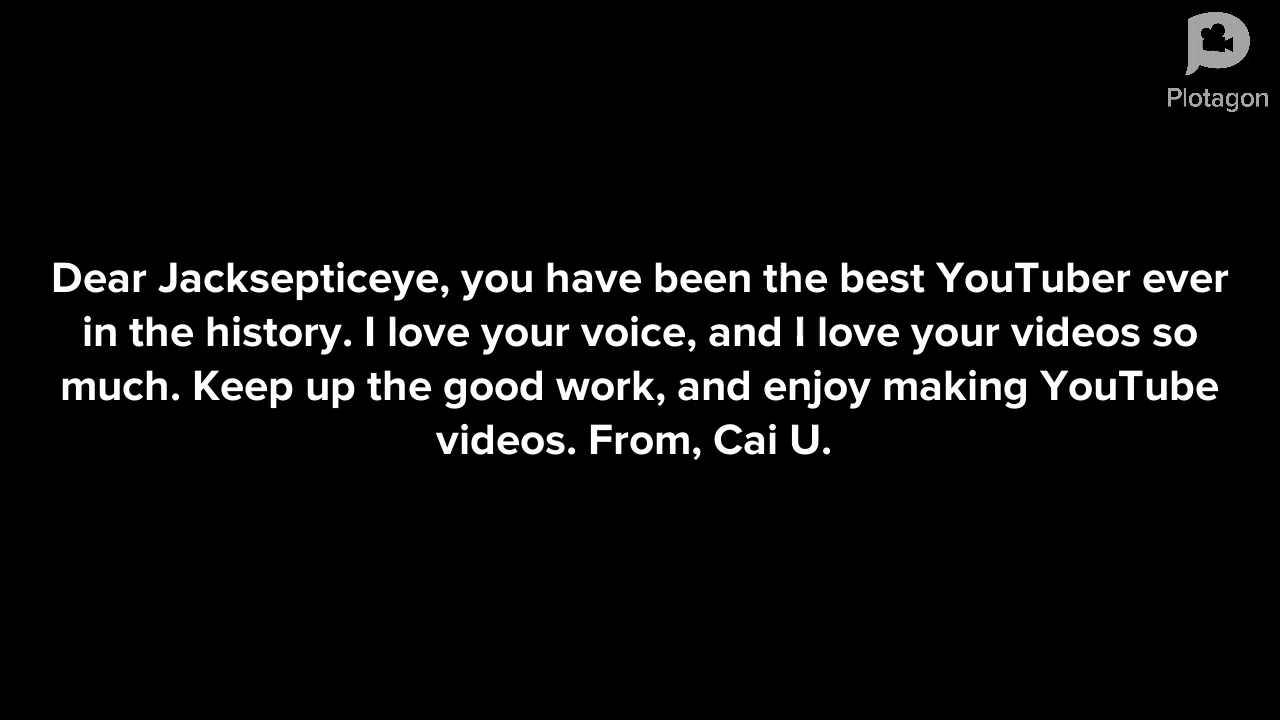 Plotagon
Dear Jacksepticeye, you have been the best YouTuber ever
in the history. I love your voice, and I love your videos so
much. Keep up the good work, and enjoy making YouTube
videos. From, Cai U.